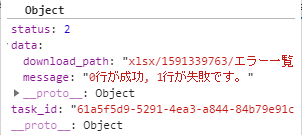 Object
status: 2
data:
download_path: "xlsx/1591339763/エラー一覧
message: "0行が成功, 1行が失敗です。"
▶ __proto__: Object
task_id: "61a5f5d9-5291-4ea3-a844-84b79e91c
__proto__: Object